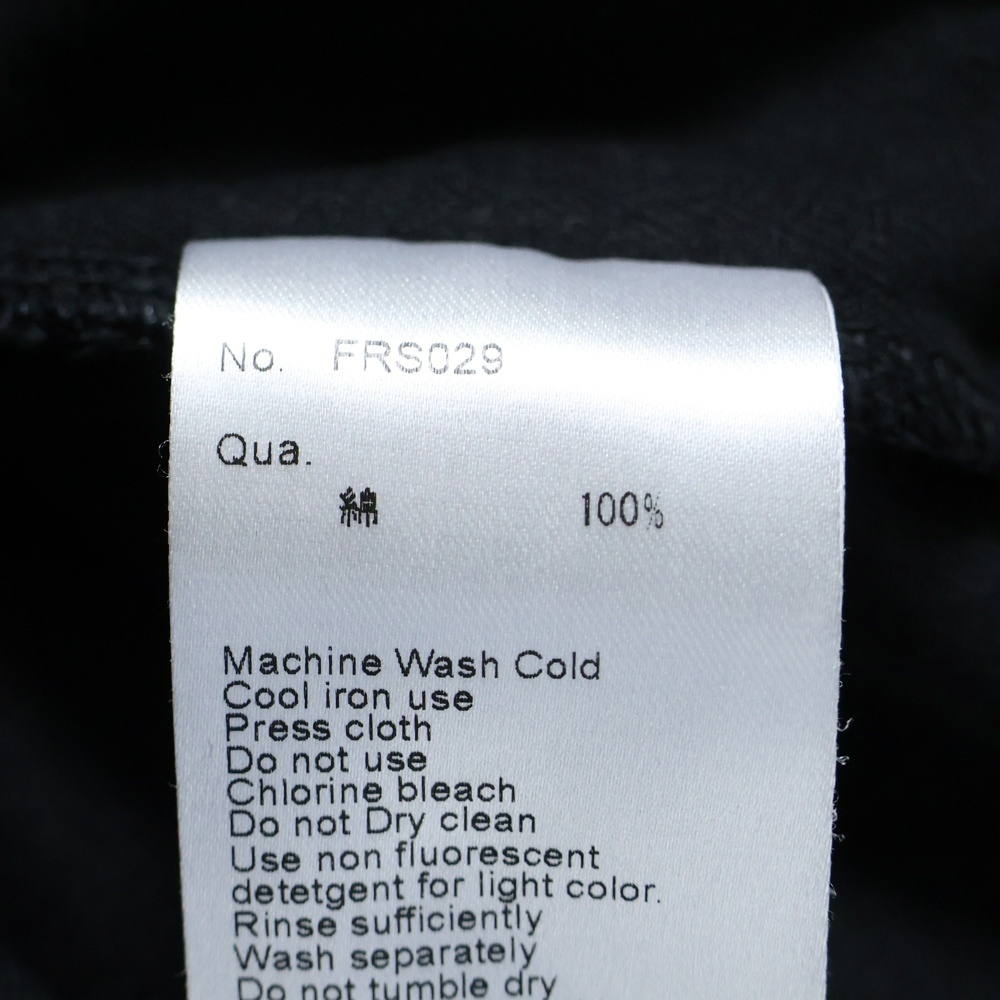 No. FRS029
Qua.
綿 100%
Machine Wash Cold
Cool iron use
Press cloth
Do not use
Chlorine bleach
Do not Dry clean
Use non fluorescent
detetgent for light color.
Rinse sufficiently
Wash separately
Do not tumble dry